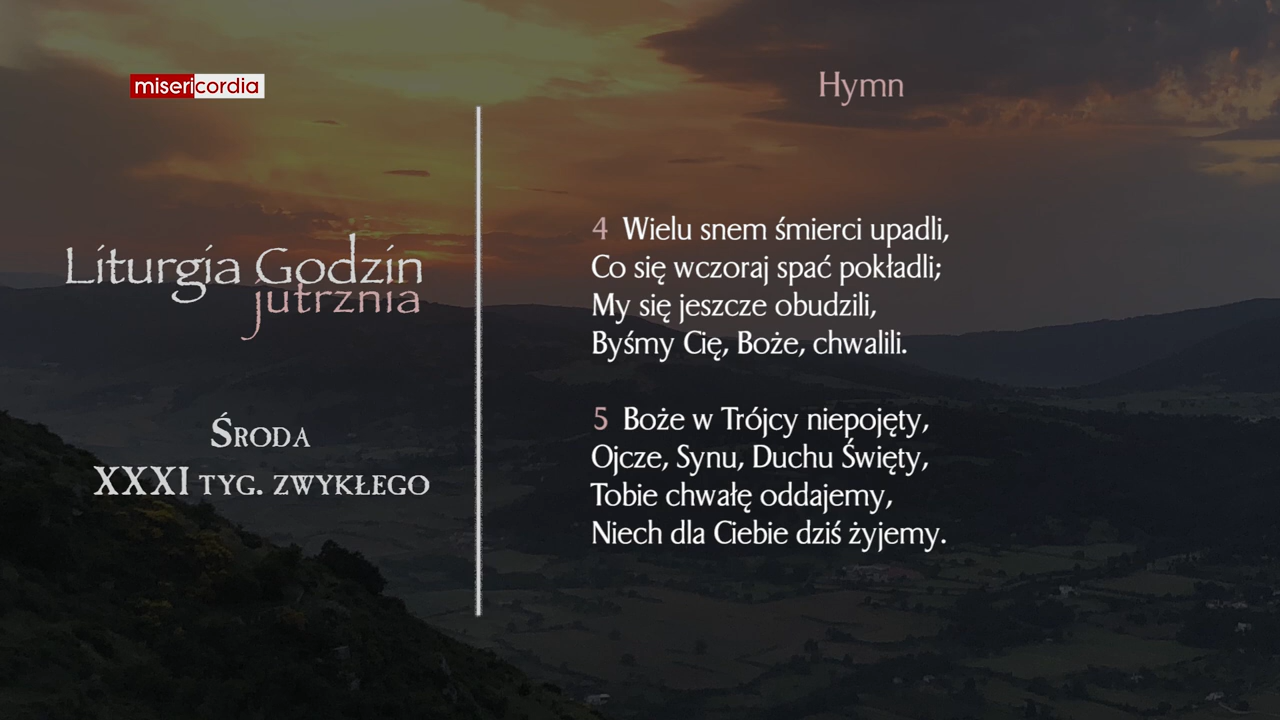 misericordia
Liturgia Godzin
jutrznia
Środa
XXXI tyg. zwykłego
Hymn
4 Wielu snem śmierci upadli,
Co się wczoraj spać pokładli;
My się jeszcze obudzili,
Byśmy Cię, Boże, chwalili.
5 Boże w Trójcy niepojęty,
Ojcze, Synu, Duchu Święty,
Tobie chwałę oddajemy,
Niech dla Ciebie dziś żyjemy.